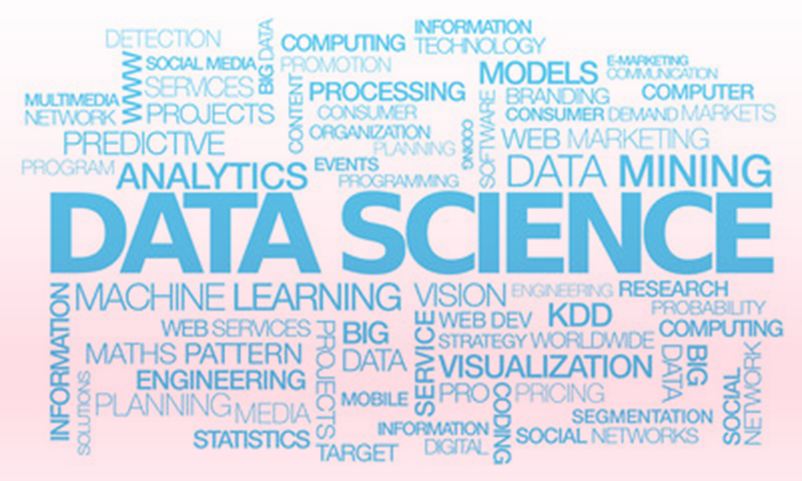 DETECTION
WWW
SOCIAL MEDIA
SERVICES
PROJECTS
BIG DATA
COMPUTING
PROMOTION
INFORMATION
TECHNOLOGY
CONTENT
PROCESSING
CONSUMER
ORGANIZATION
PLANNING
MODELS
E-MARKETING
COMMUNICATION
BRANDING
COMPUTER
CONSUMER DEMAND MARKETS
WEB MARKETING
SOFTWARE
CODING
MULTIMEDIA
NETWORK
PREDICTIVE
PROGRAM
ANALYTICS
EVENTS
PROGRAMMING
DATA MINING
DATA SCIENCE
INFORMATION
MACHINE LEARNING
VISION
ENGINEERING
RESEARCH
PROBABILITY
WEB SERVICES
PROJECTS
BIG
DATA
SERVICE
WEB DEV
KDD
COMPUTING
STRATEGY WORLDWIDE
MATHS PATTERN
VISUALIZATION
BIG
DATA
ENGINEERING
MOBILE
PRO
CODING
PRICING
SOCIAL
NETWORK
SOLUTIONS
PLANNING
MEDIA
SEGMENTATION
INFORMATION
DIGITAL
SOCIAL NETWORKS
STATISTICS
TARGET